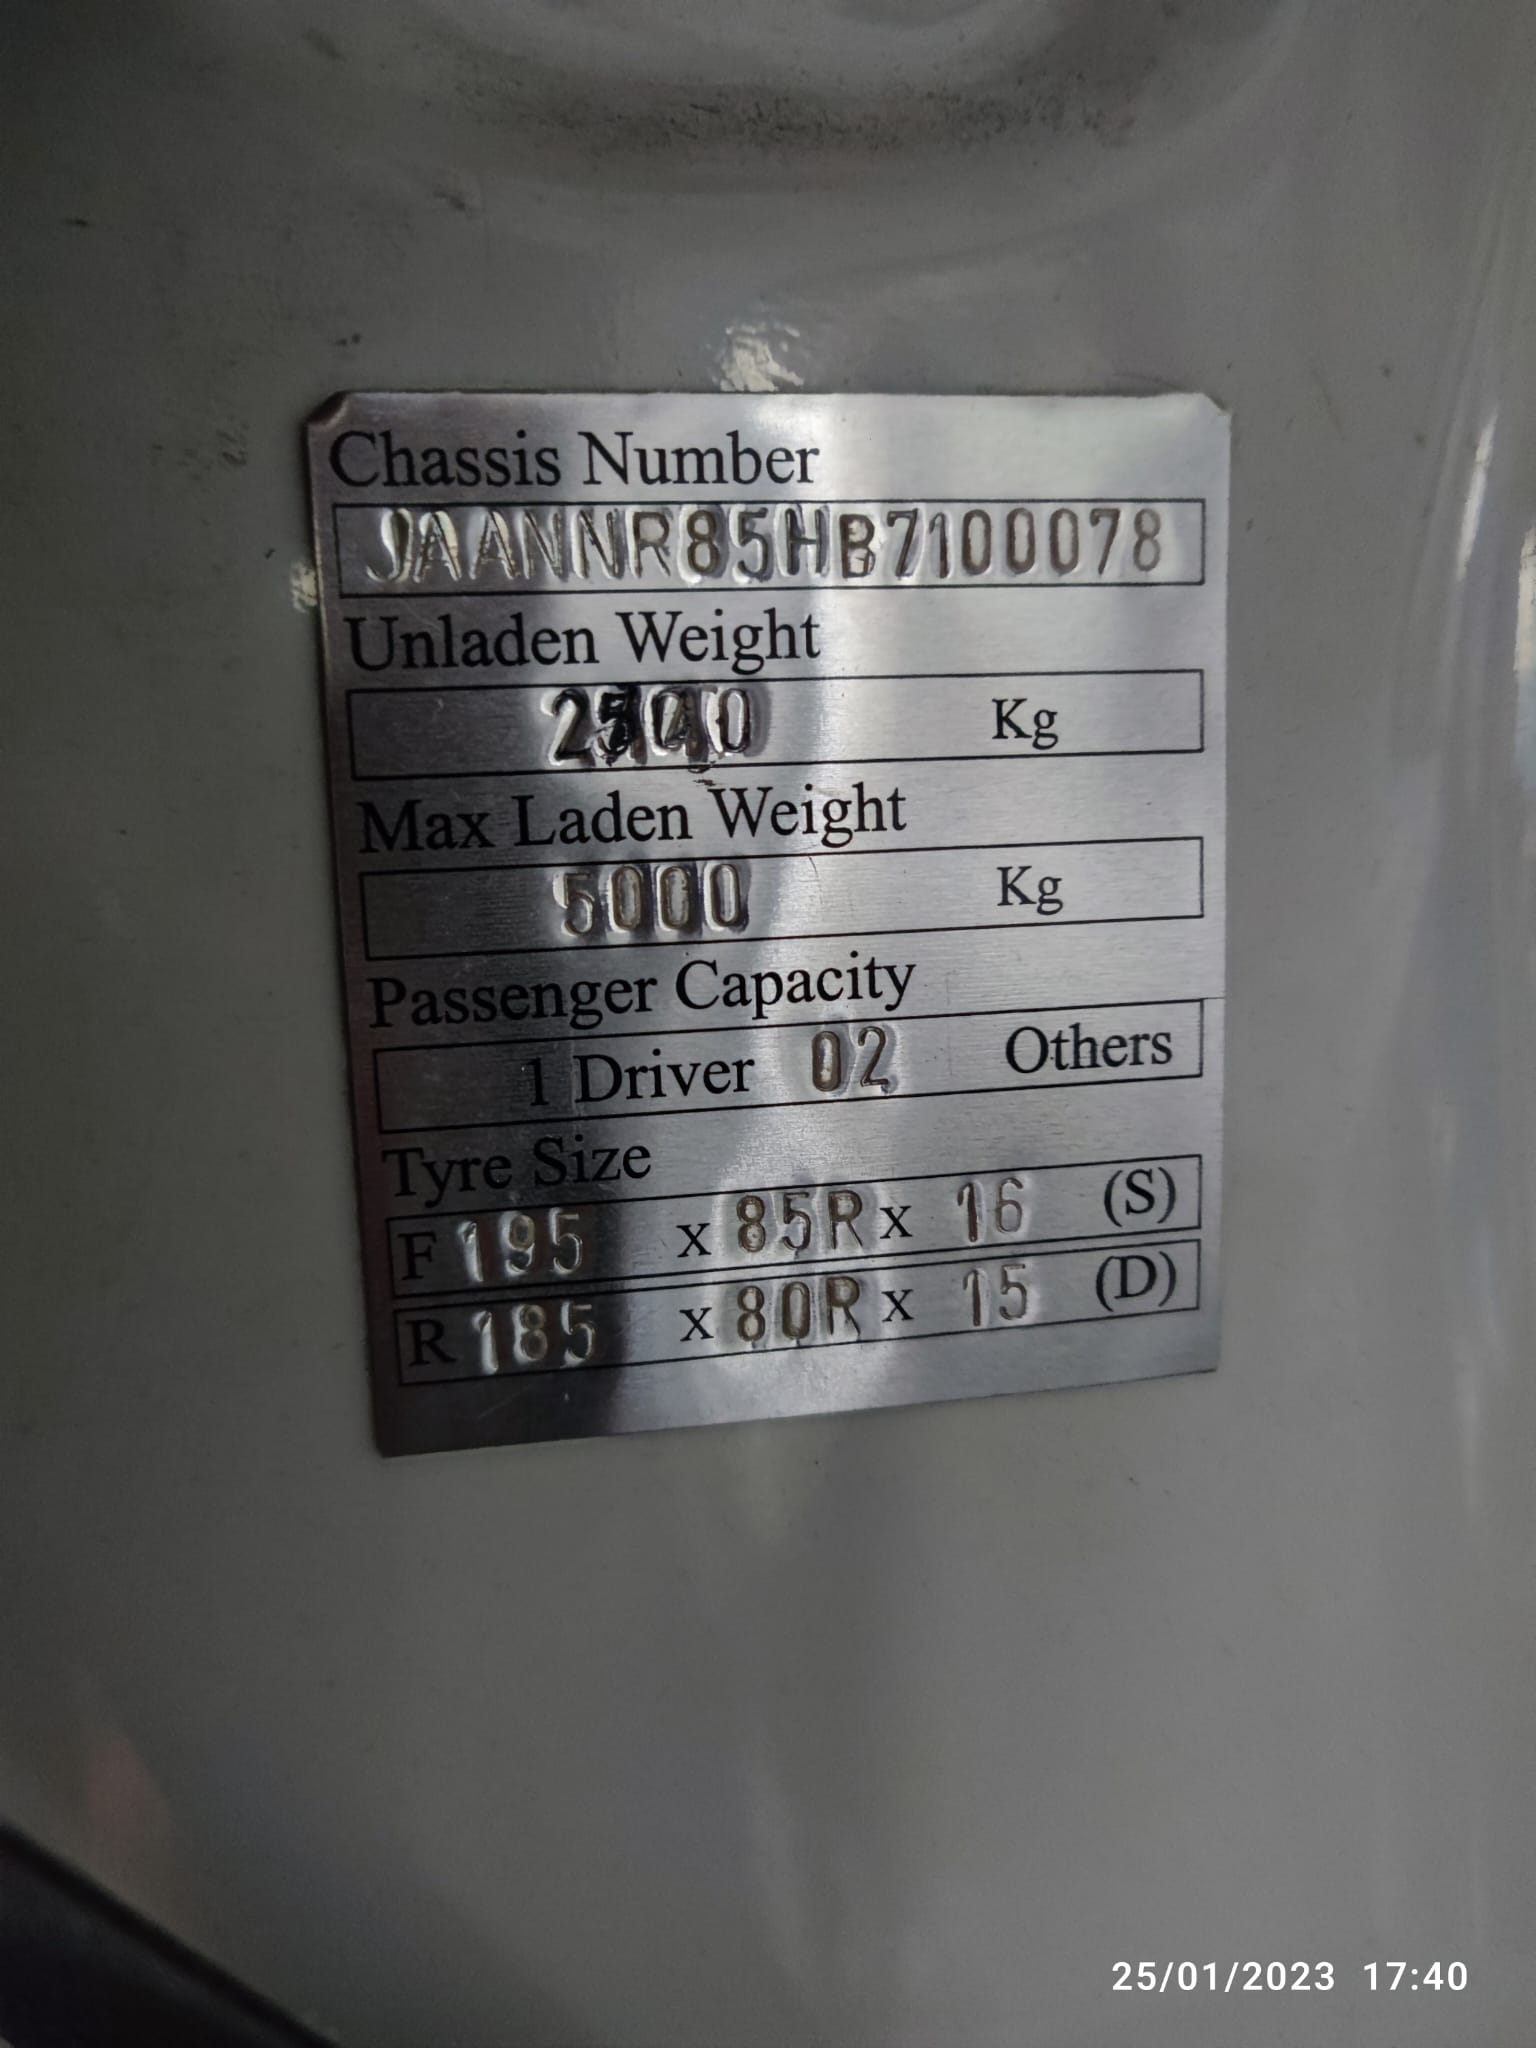 Chassis Number
JAANNR85HB7100078
Unladen Weight
Kg
Max Laden Weight
5000 Kg
Passenger Capacity
1 Driver 02 Others
Tyre Size
F 195 x 85R x 16 (S)
R 185 x 80R x 15 (D)
25/01/2023 17:40